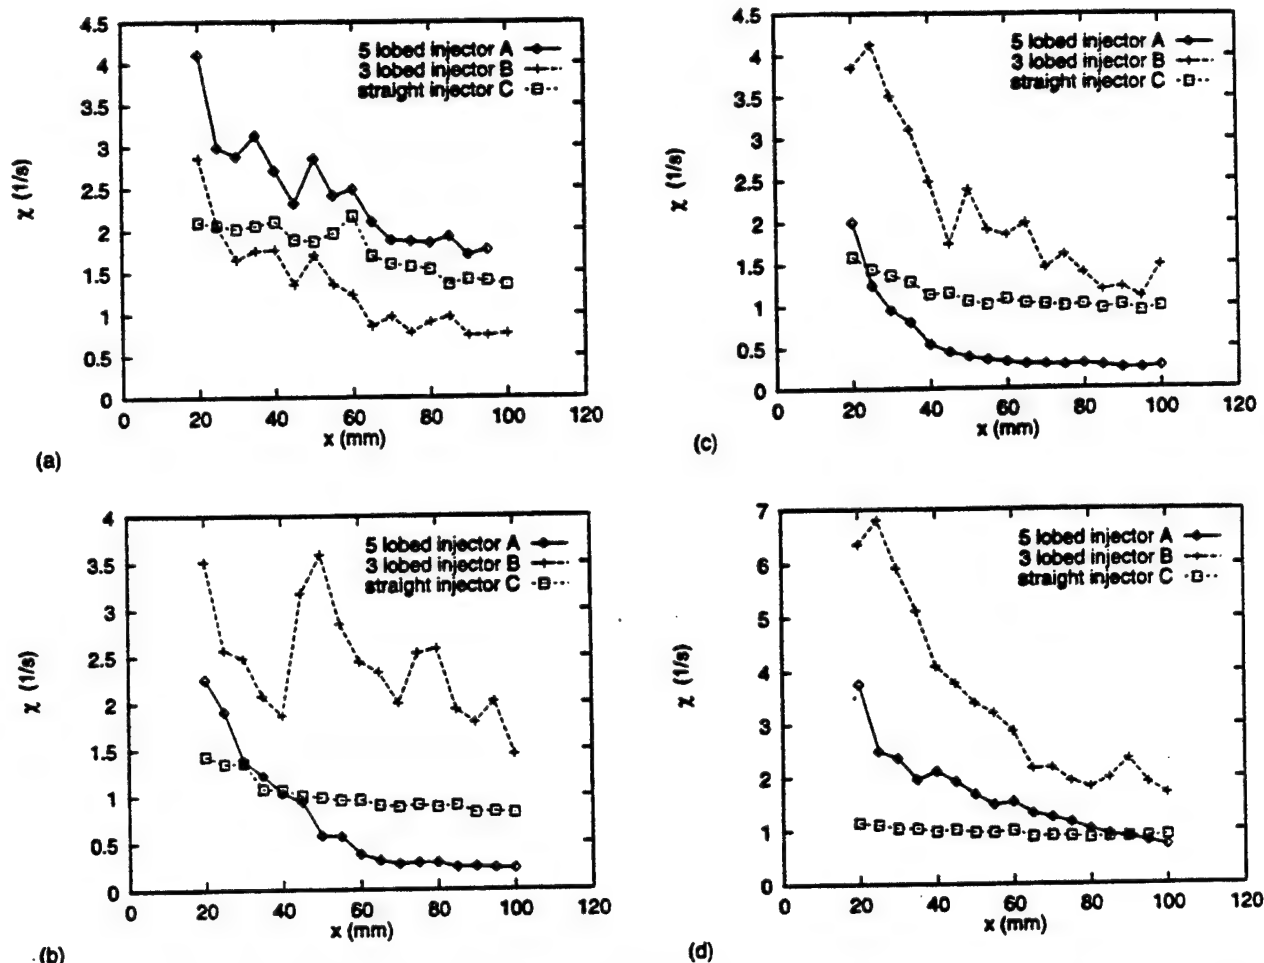 4.5
4
3.5
3
2.5
2
1.5
1
0.5
0
χ (1/s)
5 lobed injector A
3 lobed injector B
straight injector C
0 20 40 60 80 100 120
x (mm)
(a)
4.5
4
3.5
3
2.5
2
1.5
1
0.5
0
χ (1/s)
5 lobed injector A
3 lobed injector B
straight injector C
0 20 40 60 80 100 120
x (mm)
(c)
4
3.5
3
2.5
2
1.5
1
0.5
0
χ (1/s)
5 lobed injector A
3 lobed injector B
straight injector C
0 20 40 60 80 100 120
x (mm)
(b)
7
6
5
4
3
2
1
0
χ (1/s)
5 lobed injector A
3 lobed injector B
straight injector C
0 20 40 60 80 100 120
x (mm)
(d)